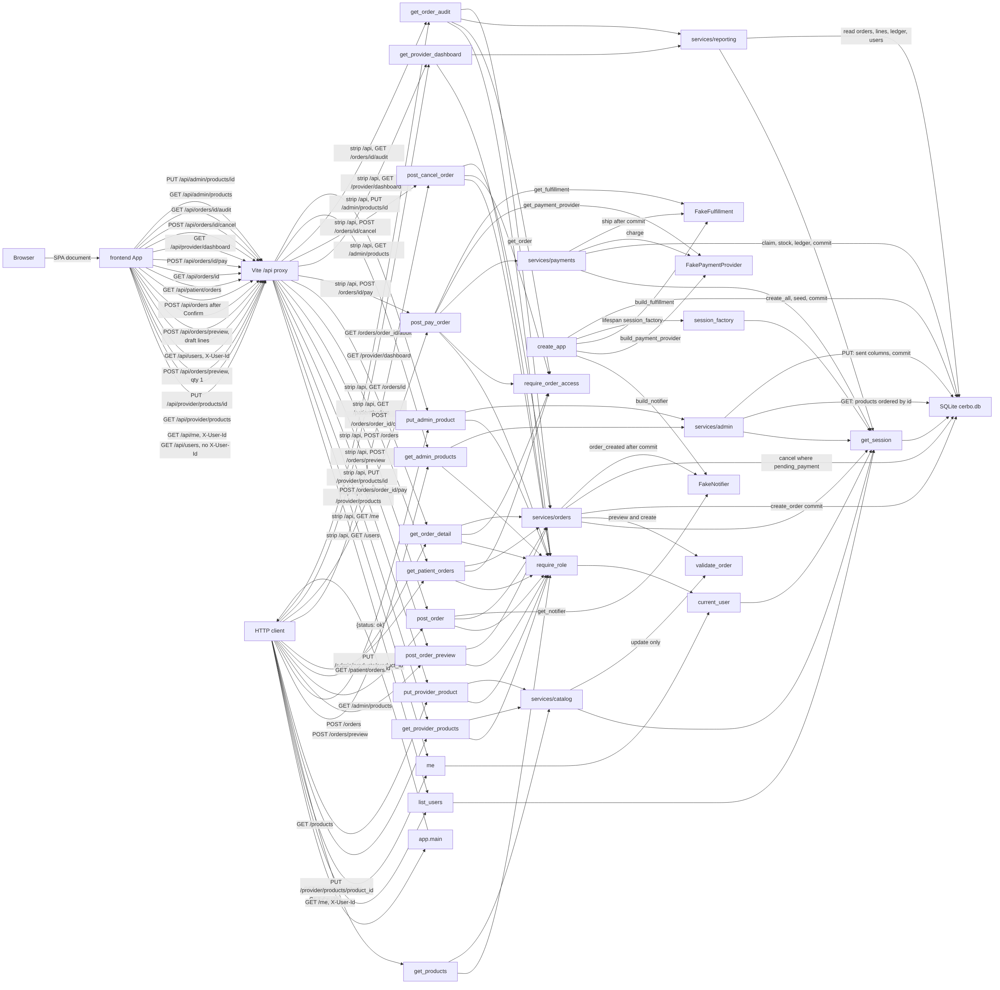 get_order_audit
services/reporting
read orders, lines, ledger,
users
get_provider_dashboard
strip /api, GET
/orders/id/audit
post_cancel_order
strip /api, GET
/provider/dashboard
PUT /api/admin/products/id
GET /api/admin/products
strip /api, PUT
/admin/products/id
get_fulfillment
get_payment_provider
FakeFulfillment
GET /api/orders/id/audit
POST /api/orders/id/cancel
strip /api, POST
/orders/id/cancel
ship after commit
charge
GET
/api/provider/dashboard
strip /api, GET
/admin/products
get_order
claim, stock, ledger, commit
Browser
SPA document
frontend App
POST /api/orders/id/pay
Vite /api proxy
services/payments
FakePaymentProvider
GET /api/orders/id
GET /api/patient/orders
strip /api, POST
/orders/id/pay
POST /api/orders after
Confirm
build_fulfillment
create_all, seed, commit
post_pay_order
lifespan session_factory
session_factory
POST /api/orders/preview,
draft lines
GET /orders/order_id/audit
build_payment_provider
create_app
GET /api/users, X-User-Id
GET /provider/dashboard
PUT: sent columns, commit
POST /api/orders/preview,
qty 1
strip /api, GET /orders/id
require_order_access
PUT
/api/provider/products/id
strip /api, GET
build_notifier
GET: products ordered by id
SQLite cerbo.db
POST
/orders/order_id/c
put_admin_product
services/admin
GET /api/provider/products
GET /api/me, X-User-Id
strip /api, POST /orders
get_session
GET /api/users, no X-User-
Id
strip /api, POST
/orders/preview
get_admin_products
order_created after commit
cancel where
pending_payment
strip /api, PUT
/provider/products/id
POST /orders/order_id/pay
FakeNotifier
/provider/products
create_order commit
strip /api, GET /me
services/orders
preview and create
strip /api, GET /users
get_order_detail
get_patient_orders
require_role
validate_order
current_user
get_notifier
post_order
{status: ok}
HTTP client
update only
post_order_preview
PUT
GET /patient/orders
put_provider_product
services/catalog
GET /admin/products
POST /orders
POST /orders/preview
get_provider_products
me
list_users
GET /products
app.main
PUT
/provider/products/product_id
GET /me, X-User-Id
get_products